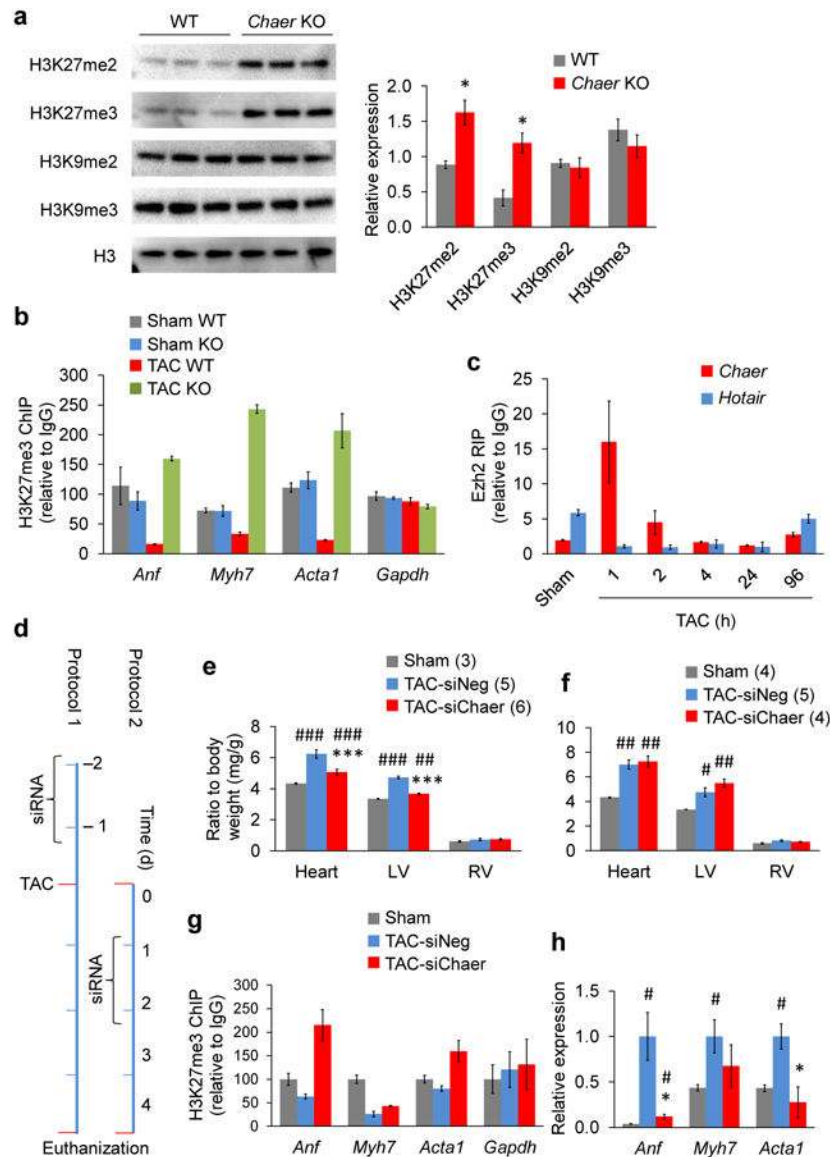 a
WT
Chaer KO
H3K27me2
H3K27me3
H3K9me2
H3K9me3
H3
WT
Chaer KO
Relative expression
2.0
1.5
1.0
0.5
0.0
*
*
H3K27me2
H3K27me3
H3K9me2
H3K9me3
b
Sham WT
Sham KO
TAC WT
TAC KO
H3K27me3 ChIP
(relative to IgG)
300
250
200
150
100
50
0
Anf
Myh7
Acta1
Gapdh
c
Chaer
Hotair
Ezh2 RIP
(relative to IgG)
25
20
15
10
5
0
Sham
1
2
4
24
96
TAC (h)
d
Protocol 1
Protocol 2
siRNA
–2
–1
Time (d)
TAC
0
siRNA
1
2
3
4
Euthanization
e
Sham (3)
TAC-siNeg (5)
TAC-siChaer (6)
Ratio to body
weight (mg/g)
8
6
4
2
0
### ###
***
### ##
***
Heart
LV
RV
f
Sham (4)
TAC-siNeg (5)
TAC-siChaer (4)
10
8
6
4
2
0
## ##
# ##
Heart
LV
RV
g
Sham
TAC-siNeg
TAC-siChaer
H3K27me3 ChIP
(relative to IgG)
300
250
200
150
100
50
0
Anf
Myh7
Acta1
Gapdh
h
Relative expression
1.5
1.0
0.5
0.0
#
#
*
#
#
*
Anf
Myh7
Acta1